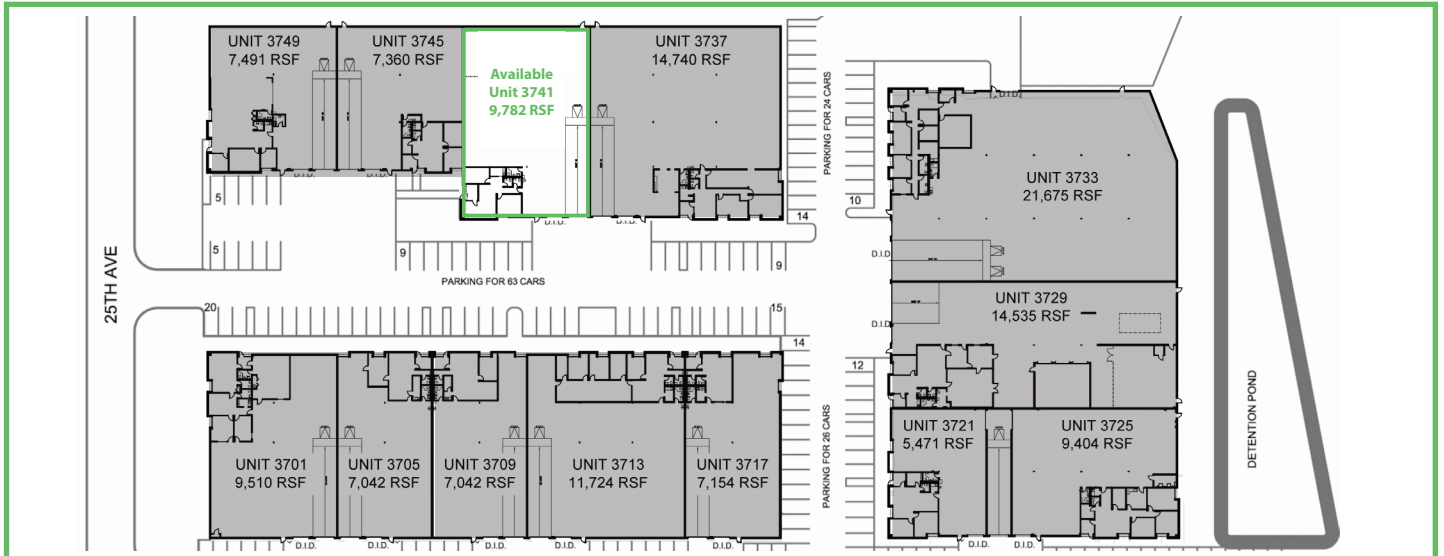 UNIT 3749
7,491 RSF
UNIT 3745
7,360 RSF
Available
Unit 3741
9,782 RSF
UNIT 3737
14,740 RSF
D.I.D.
D.I.D.
D.I.D.
D.I.D.
5
5
9
9
14
PARKING FOR 63 CARS
PARKING FOR 24 CARS
25TH AVE
20
15
14
UNIT 3701
9,510 RSF
UNIT 3705
7,042 RSF
UNIT 3709
7,042 RSF
UNIT 3713
11,724 RSF
UNIT 3717
7,154 RSF
D.I.D.
D.I.D.
D.I.D.
D.I.D.
D.I.D.
PARKING FOR 26 CARS
10
12
D.I.D.
UNIT 3733
21,675 RSF
D.I.D
UNIT 3729
14,535 RSF
D.I.D
UNIT 3721
5,471 RSF
UNIT 3725
9,404 RSF
D.I.D.
D.I.D.
DETENTION POND